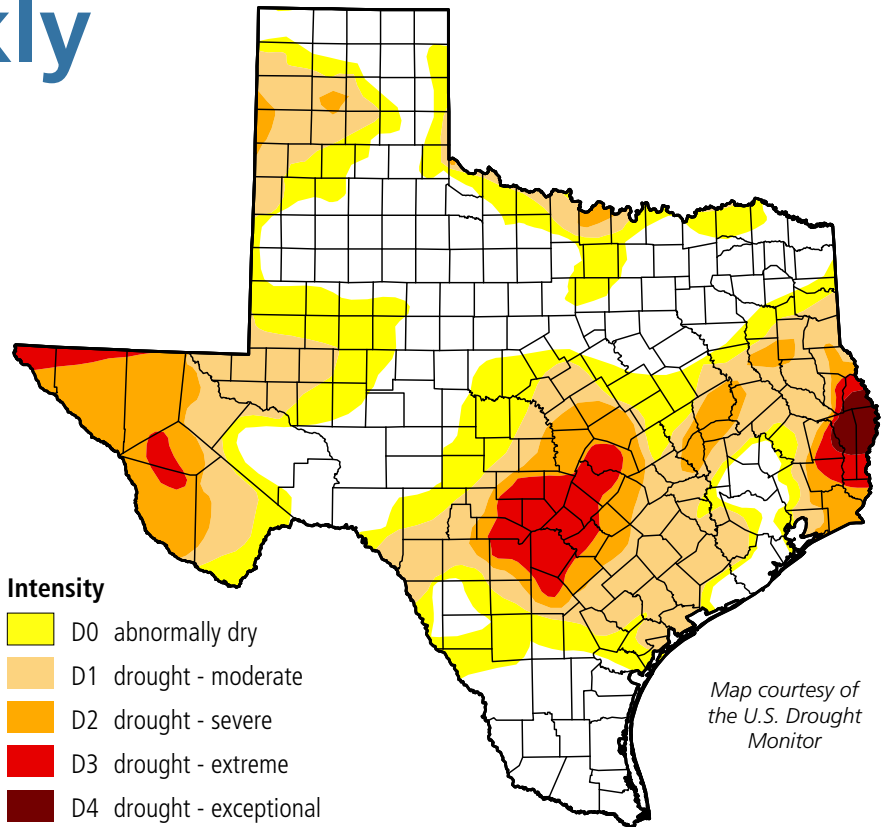 Intensity
D0 abnormally dry
D1 drought - moderate
D2 drought - severe
D3 drought - extreme
D4 drought - exceptional
Map courtesy of
the U.S. Drought
Monitor